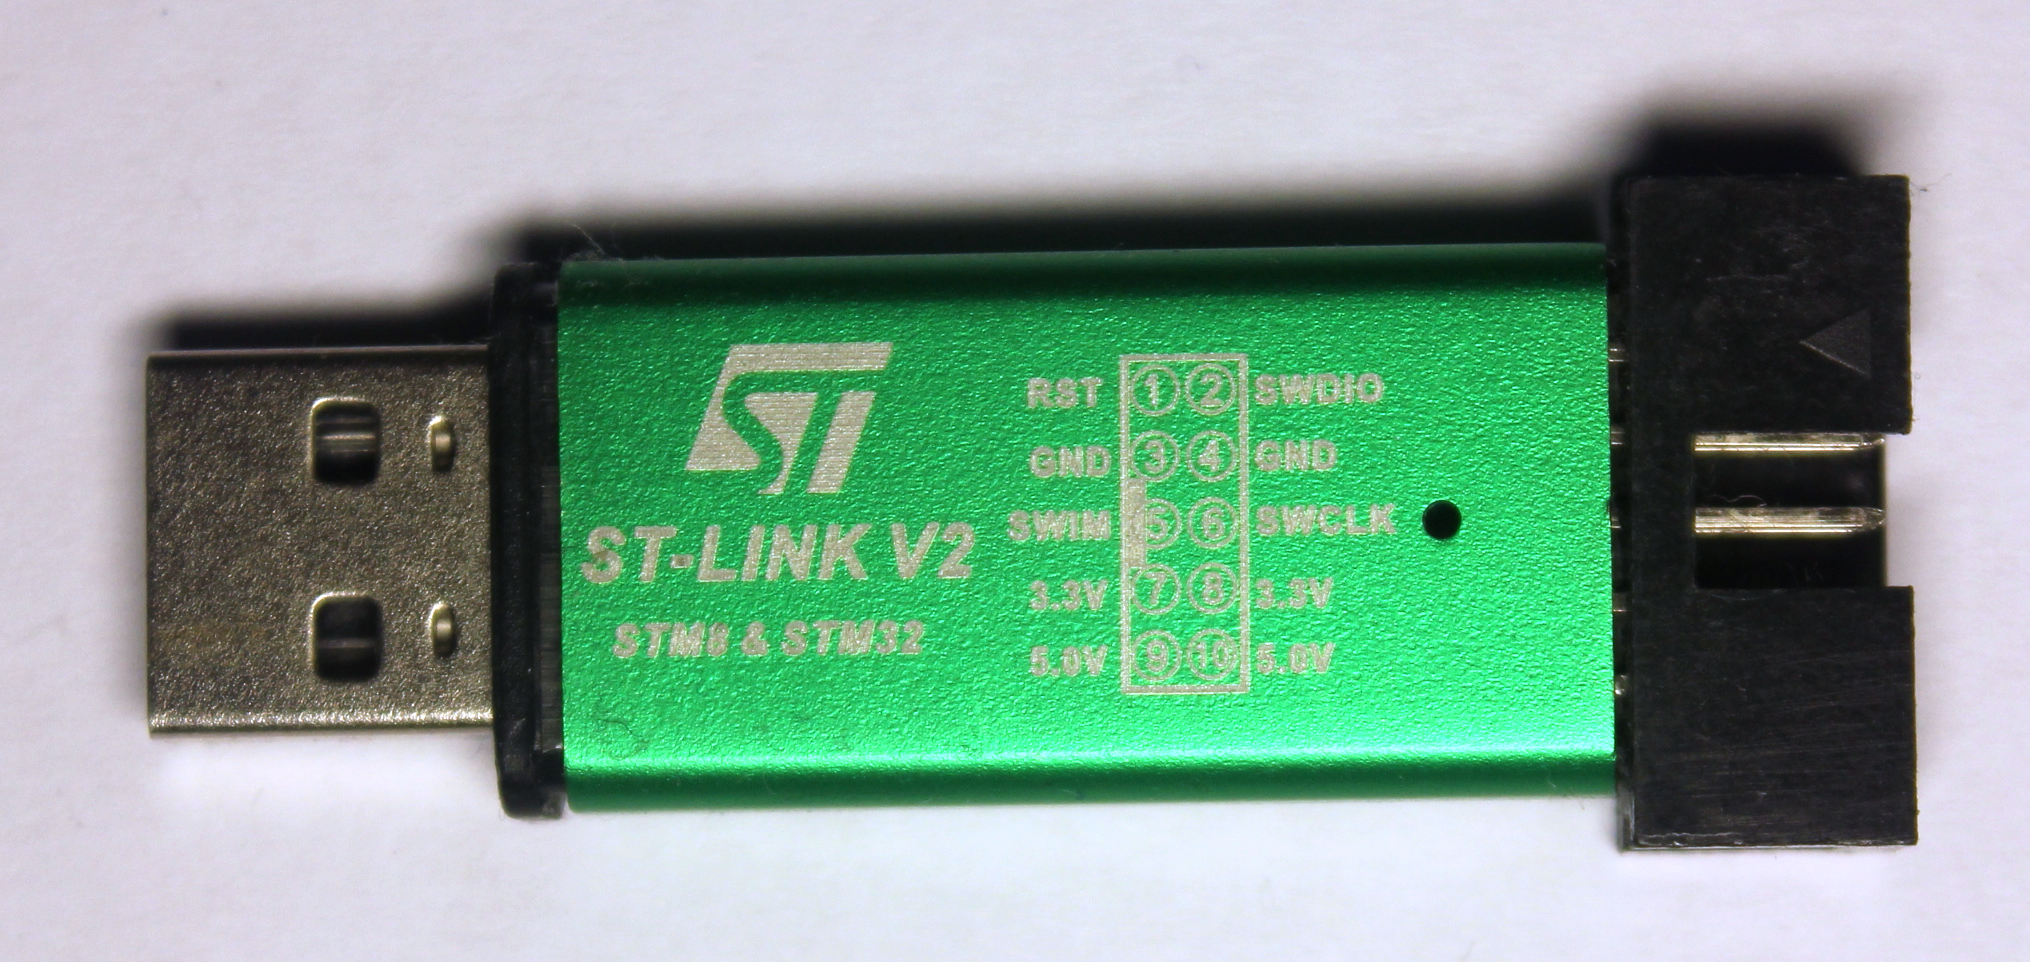 ST
ST-LINK V2
STM8 & STM32
RST 1 2 SWDIO
GND 3 4 GND
SWIM 5 6 SWCLK
3.3V 7 8 3.3V
5.0V 9 10 5.0V